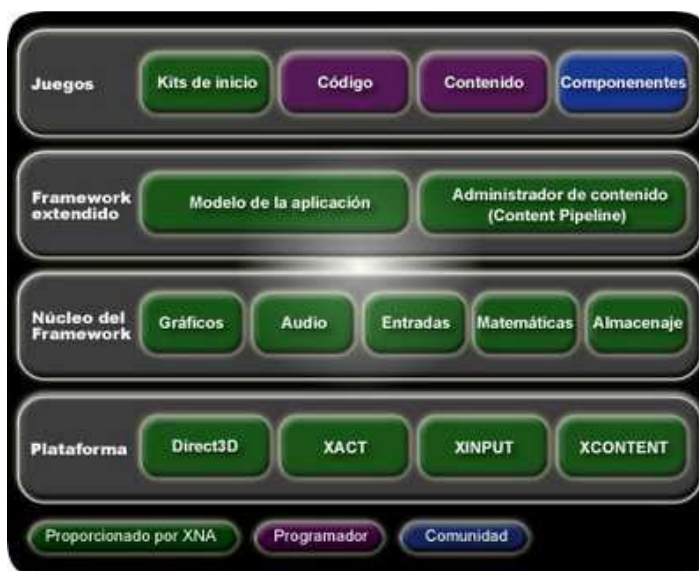 Juegos
Kits de inicio
Código
Contenido
Componenentes
Framework
extendido
Modelo de la aplicación
Administrador de contenido
(Content Pipeline)
Núcleo del
Framework
Gráficos
Audio
Entradas
Matemáticas
Almacenaje
Plataforma
Direct3D
XACT
XINPUT
XCONTENT
Proporcionado por XNA
Programador
Comunidad